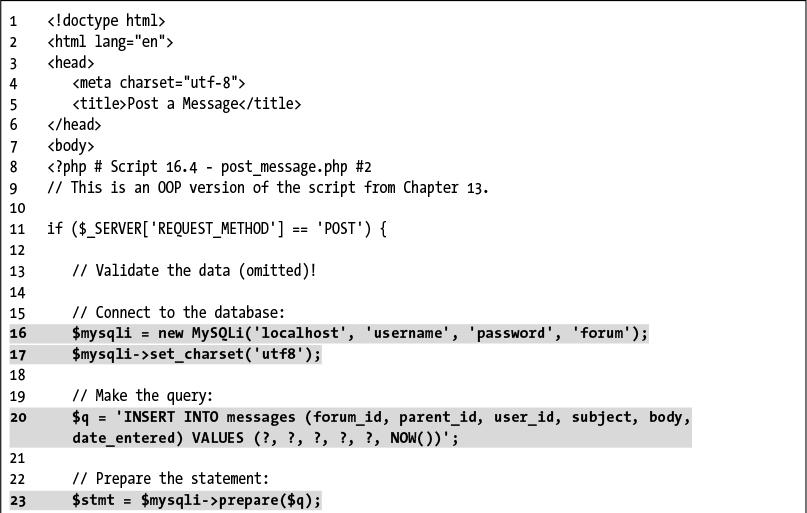 1 <!doctype html>
2 <html lang="en">
3 <head>
4 <meta charset="utf-8">
5 <title>Post a Message</title>
6 </head>
7 <body>
8 <?php # Script 16.4 - post_message.php #2
9 // This is an OOP version of the script from Chapter 13.
10
11 if ($_SERVER['REQUEST_METHOD'] == 'POST') {
12
13 // Validate the data (omitted)!
14
15 // Connect to the database:
16 $mysqli = new MySQLi('localhost', 'username', 'password', 'forum');
17 $mysqli->set_charset('utf8');
18
19 // Make the query:
20 $q = 'INSERT INTO messages (forum_id, parent_id, user_id, subject, body,
date_entered) VALUES (?, ?, ?, ?, ?, NOW())';
21
22 // Prepare the statement:
23 $stmt = $mysqli->prepare($q);